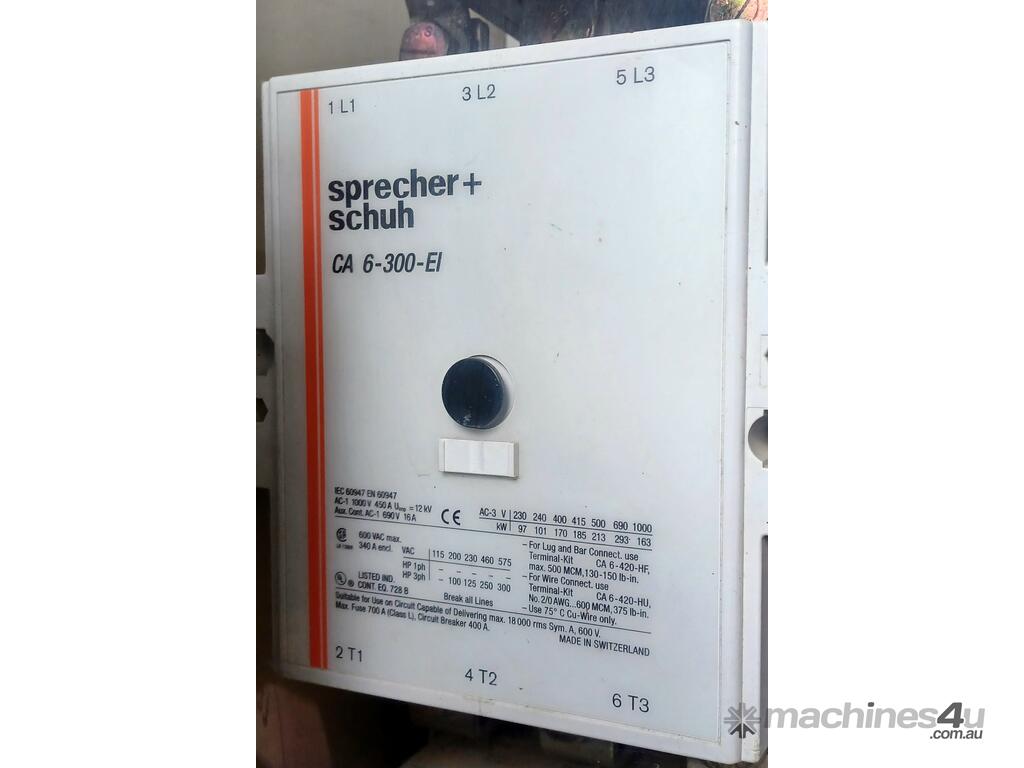 1 L1 3 L2 5 L3
sprecher+
schuh
CA 6-300-EI
IEC 60947 EN 60947
AC-1 1000 V 450 A Uimp = 12 kV
Aux. Cont. AC-1 690 V 16 A
CE
AC-3 V 230 240 400 415 500 690 1000
kW 97 101 170 185 213 293 163
600 VAC max.
340 A encl.
VAC 115 200 230 460 575
HP 1ph - - - - -
HP 3ph - 100 125 250 300
Break all Lines
LISTED IND.
CONT. EQ. 728 B
- For Lug and Bar Connect. use
Terminal-Kit CA 6-420-HF,
max. 500 MCM, 130-150 lb-in.
- For Wire Connect. use
Terminal-Kit CA 6-420-HU,
No. 2/0 AWG...600 MCM, 375 lb-in.
- Use 75° C Cu-Wire only.
Suitable for Use on Circuit Capable of Delivering max. 18 000 rms Sym. A, 600 V.
Max. Fuse 700 A (Class L), Circuit Breaker 400 A.
MADE IN SWITZERLAND
2 T1 4 T2 6 T3
machines4u
.com.au